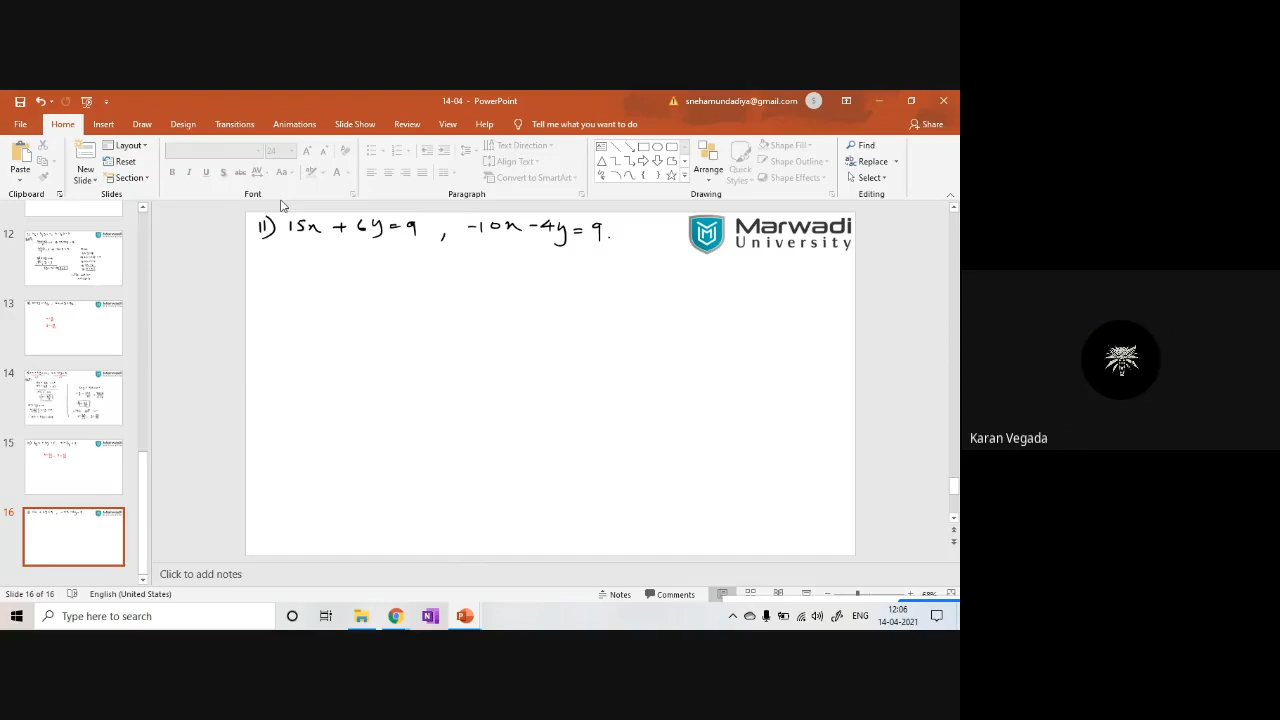 14-04 - PowerPoint
snehamundadiya@gmail.com
S
File Home Insert Draw Design Transitions Animations Slide Show Review View Help Tell me what you want to do Share
Paste
Clipboard
New Slide
Layout
Reset
Section
Slides
24
B I U S abc AV Aa A
Font
Text Direction
Align Text
Convert to SmartArt
Paragraph
Arrange
Quick Styles
Shape Fill
Shape Outline
Shape Effects
Drawing
Find
Replace
Select
Editing
12
13
14
15
16
11) 15x + 6y = 9 , -10x - 4y = 9.
Marwadi
University
Karan Vegada
Click to add notes
Slide 16 of 16 English (United States) Notes Comments 68%
Type here to search
ENG
12:06
14-04-2021